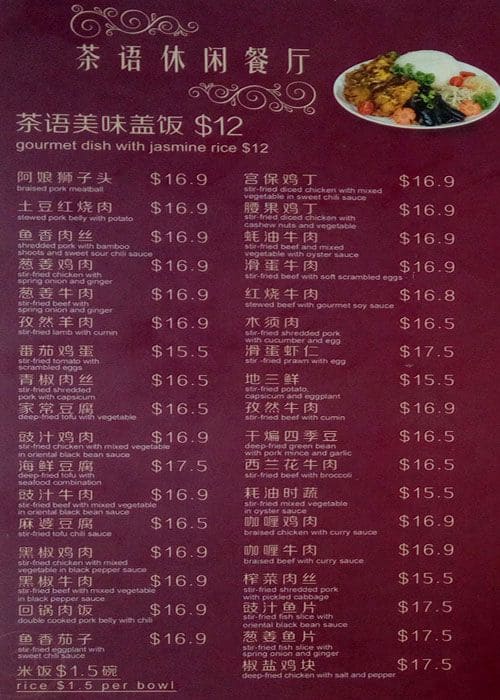 茶语休闲餐厅
茶语美味盖饭 $12
gourmet dish with jasmine rice $12
阿娘狮子头 $16.9
braised pork meatball
土豆红烧肉 $16.9
stewed pork belly with potato
鱼香肉丝 $16.9
shredded pork with bamboo
shoots and sweet sour chili sauce
葱姜鸡肉 $16.9
stir-fried chicken with
spring onion and ginger
葱姜牛肉 $16.9
stir-fried beef with
spring onion and ginger
孜然羊肉 $16.9
stir-fried lamb with cumin
番茄鸡蛋 $15.5
stir-fried tomato with
scrambled eggs
青椒肉丝 $16.5
stir-fried shredded
pork with capsicum
家常豆腐 $16.5
deep-fried tofu with vegetable
豉汁鸡肉 $16.9
stir-fried chicken with mixed vegetable
in oriental black bean sauce
海鲜豆腐 $17.5
deep-fried tofu with
seafood combination
豉汁牛肉 $16.9
stir-fried beef with mixed vegetable
in oriental black bean sauce
麻婆豆腐 $16.5
stir-fried tofu chili sauce
黑椒鸡肉 $16.9
stir-fried chicken with mixed
vegetable in black pepper sauce
黑椒牛肉 $16.9
stir-fried beef with mixed vegetable
in black pepper sauce
回锅肉饭 $16.9
double cooked pork belly with chili
鱼香茄子 $16.9
stir-fried eggplant with
sweet chili sauce
米饭$1.5碗
rice $1.5 per bowl
宫保鸡丁 $16.9
stir-fried diced chicken with mixed
vegetable in sweet chili sauce
腰果鸡丁 $16.9
stir-fried diced chicken with
cashew nuts and vegetable
蚝油牛肉 $16.9
stir-fried beef and mixed
vegetable with oyster sauce
滑蛋牛肉 $16.9
stir-fried beef with soft scrambled eggs
红烧牛肉 $16.8
stewed beef with gourmet soy sauce
木须肉 $16.5
stir-fried shredded pork
with cucumber and egg
滑蛋虾仁 $17.5
stir -fried prawn with egg
地三鲜 $15.5
stir-fried potato,
capsicum and eggplant
孜然牛肉 $16.9
stir-fried beef with cumin
干煸四季豆 $16.5
deep-fried green bean
with pork mince and garlic
西兰花牛肉 $16.5
stir-fried beef with broccoli
耗油时蔬 $15.5
stir-fried mixed vegetable
in oyster sauce
咖喱鸡肉 $16.9
braised chicken with curry sauce
咖喱牛肉 $16.9
braised beef with curry sauce
榨菜肉丝 $15.5
stir-fried shredded pork
with pickled cabbage
豉汁鱼片 $17.5
stir-fried fish slice with
oriental black bean sauce
葱姜鱼片 $17.5
stir-fried fish slice with
spring onion and ginger
椒盐鸡块 $17.5
deep-fried chicken with salt and pepper